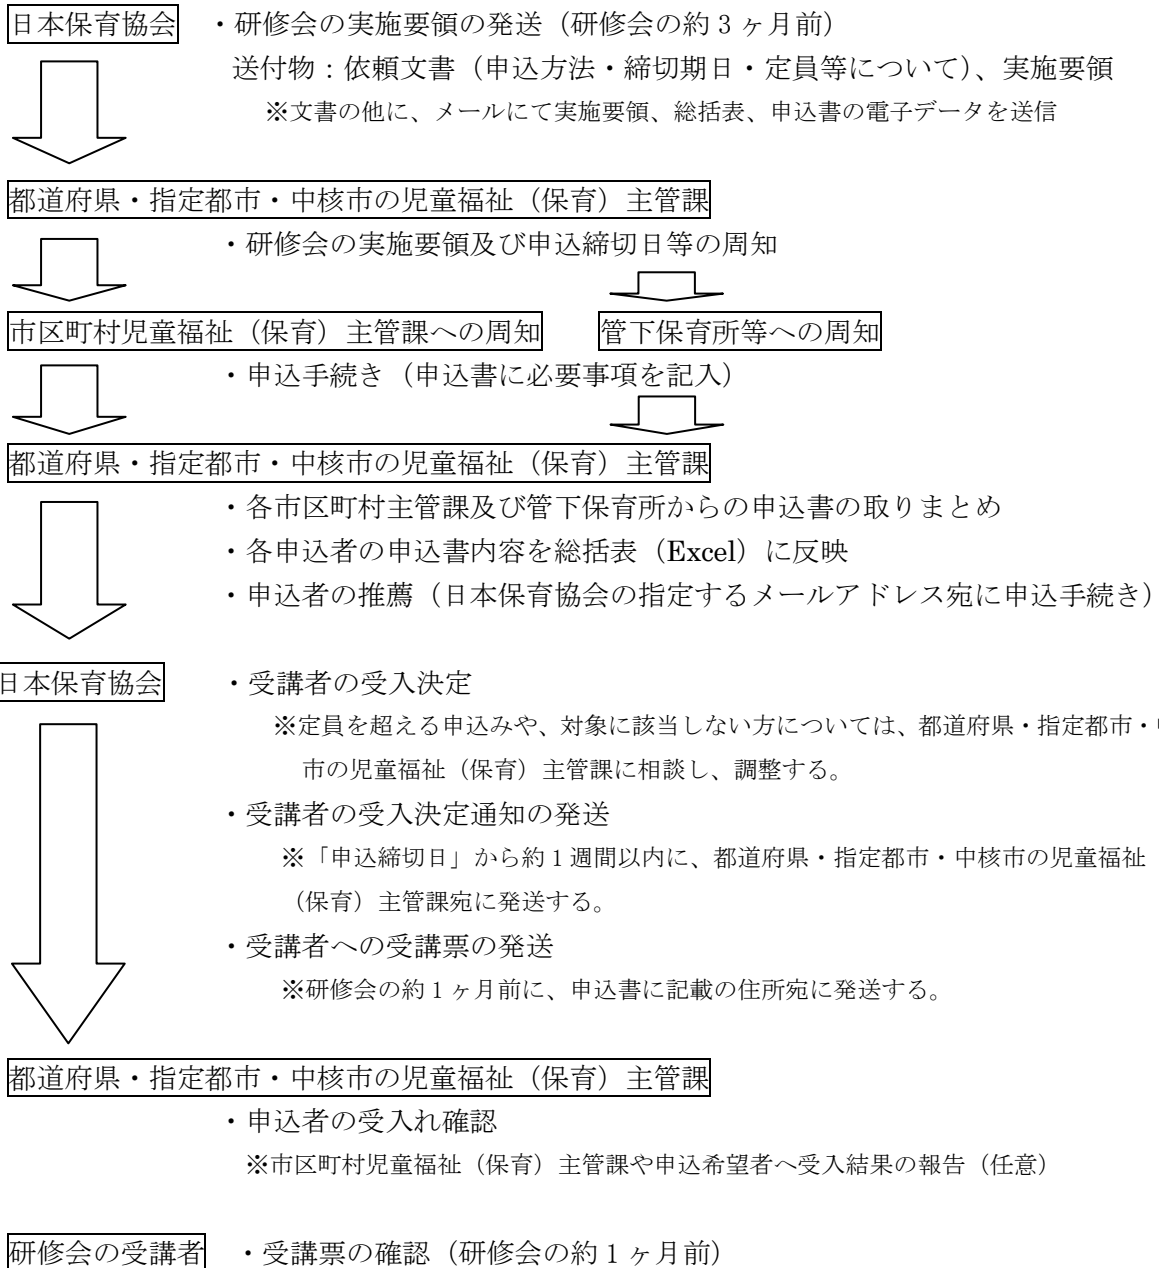 日本保育協会 ・研修会の実施要領の発送（研修会の約３ヶ月前）
送付物：依頼文書（申込方法・締切期日・定員等について）、実施要領
※文書の他に、メールにて実施要領、総括表、申込書の電子データを送信
都道府県・指定都市・中核市の児童福祉（保育）主管課
・研修会の実施要領及び申込締切日等の周知
市区町村児童福祉（保育）主管課への周知 管下保育所等への周知
・申込手続き（申込書に必要事項を記入）
都道府県・指定都市・中核市の児童福祉（保育）主管課
・各市区町村主管課及び管下保育所からの申込書の取りまとめ
・各申込者の申込書内容を総括表（Excel）に反映
・申込者の推薦（日本保育協会の指定するメールアドレス宛に申込手続き）
日本保育協会 ・受講者の受入決定
※定員を超える申込みや、対象に該当しない方については、都道府県・指定都市・
市の児童福祉（保育）主管課に相談し、調整する。
・受講者の受入決定通知の発送
※「申込締切日」から約１週間以内に、都道府県・指定都市・中核市の児童福祉
（保育）主管課宛に発送する。
・受講者への受講票の発送
※研修会の約１ヶ月前に、申込書に記載の住所宛に発送する。
都道府県・指定都市・中核市の児童福祉（保育）主管課
・申込者の受入れ確認
※市区町村児童福祉（保育）主管課や申込希望者へ受入結果の報告（任意）
研修会の受講者 ・受講票の確認（研修会の約１ヶ月前）